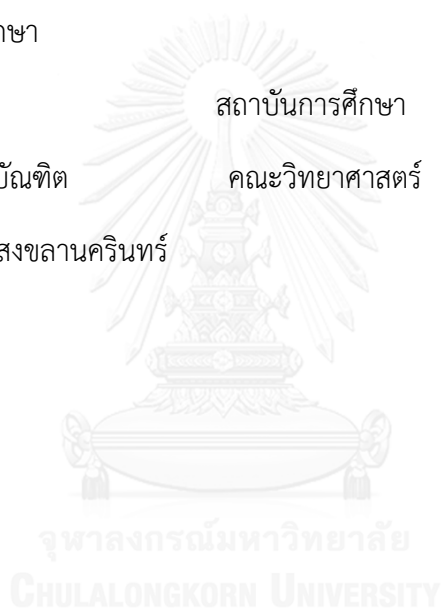 ภษา
สถาบันการศึกษา
บัณฑิต คณะวิทยาศาสตร์
สงขลานครินทร์
จุฬาลงกรณ์มหาวิทยาลัย
CHULALONGKORN UNIVERSITY